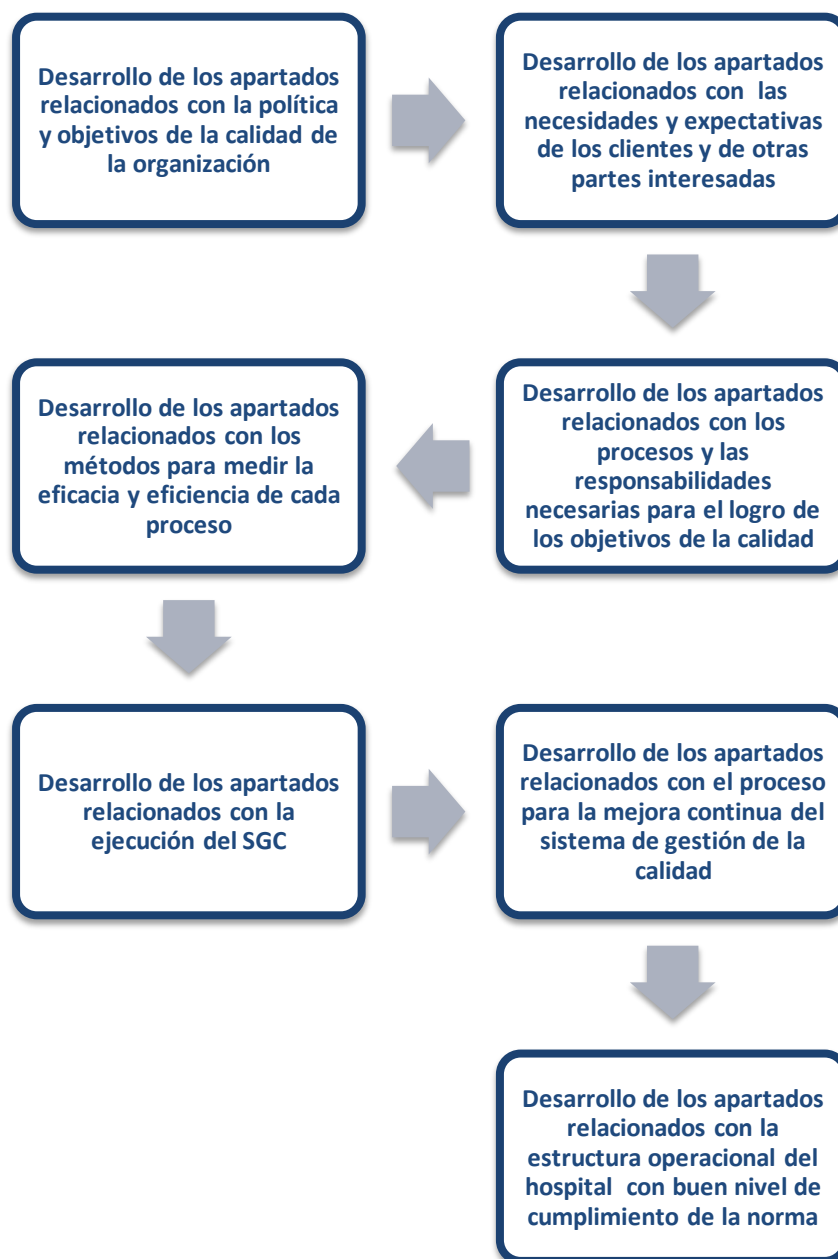 Desarrollo de los apartados
relacionados con la política
y objetivos de la calidad de
la organización
Desarrollo de los apartados
relacionados con las
necesidades y expectativas
de los clientes y de otras
partes interesadas
Desarrollo de los apartados
relacionados con los
procesos y las
responsabilidades
necesarias para el logro de
los objetivos de la calidad
Desarrollo de los apartados
relacionados con los
métodos para medir la
eficacia y eficiencia de cada
proceso
Desarrollo de los apartados
relacionados con la
ejecución del SGC
Desarrollo de los apartados
relacionados con el proceso
para la mejora continua del
sistema de gestión de la
calidad
Desarrollo de los apartados
relacionados con la
estructura operacional del
hospital con buen nivel de
cumplimiento de la norma